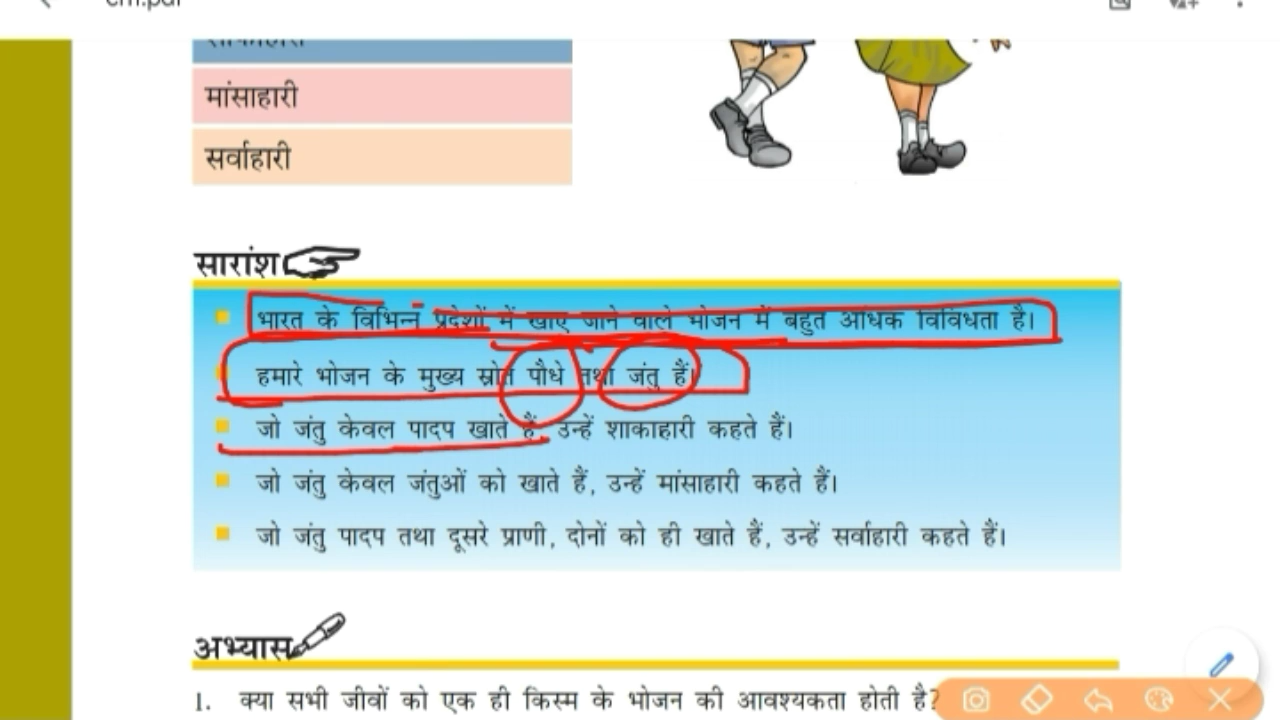 मांसाहारी
सर्वाहारी
सारांश
भारत के विभिन्न प्रदेशों में खाए जाने वाले भोजन में बहुत अधिक विविधता है।
हमारे भोजन के मुख्य स्रोत पौधे तथा जंतु हैं।
जो जंतु केवल पादप खाते हैं, उन्हें शाकाहारी कहते हैं।
जो जंतु केवल जंतुओं को खाते हैं, उन्हें मांसाहारी कहते हैं।
जो जंतु पादप तथा दूसरे प्राणी, दोनों को ही खाते हैं, उन्हें सर्वाहारी कहते हैं।
अभ्यास
1. क्या सभी जीवों को एक ही किस्म के भोजन की आवश्यकता होती है?